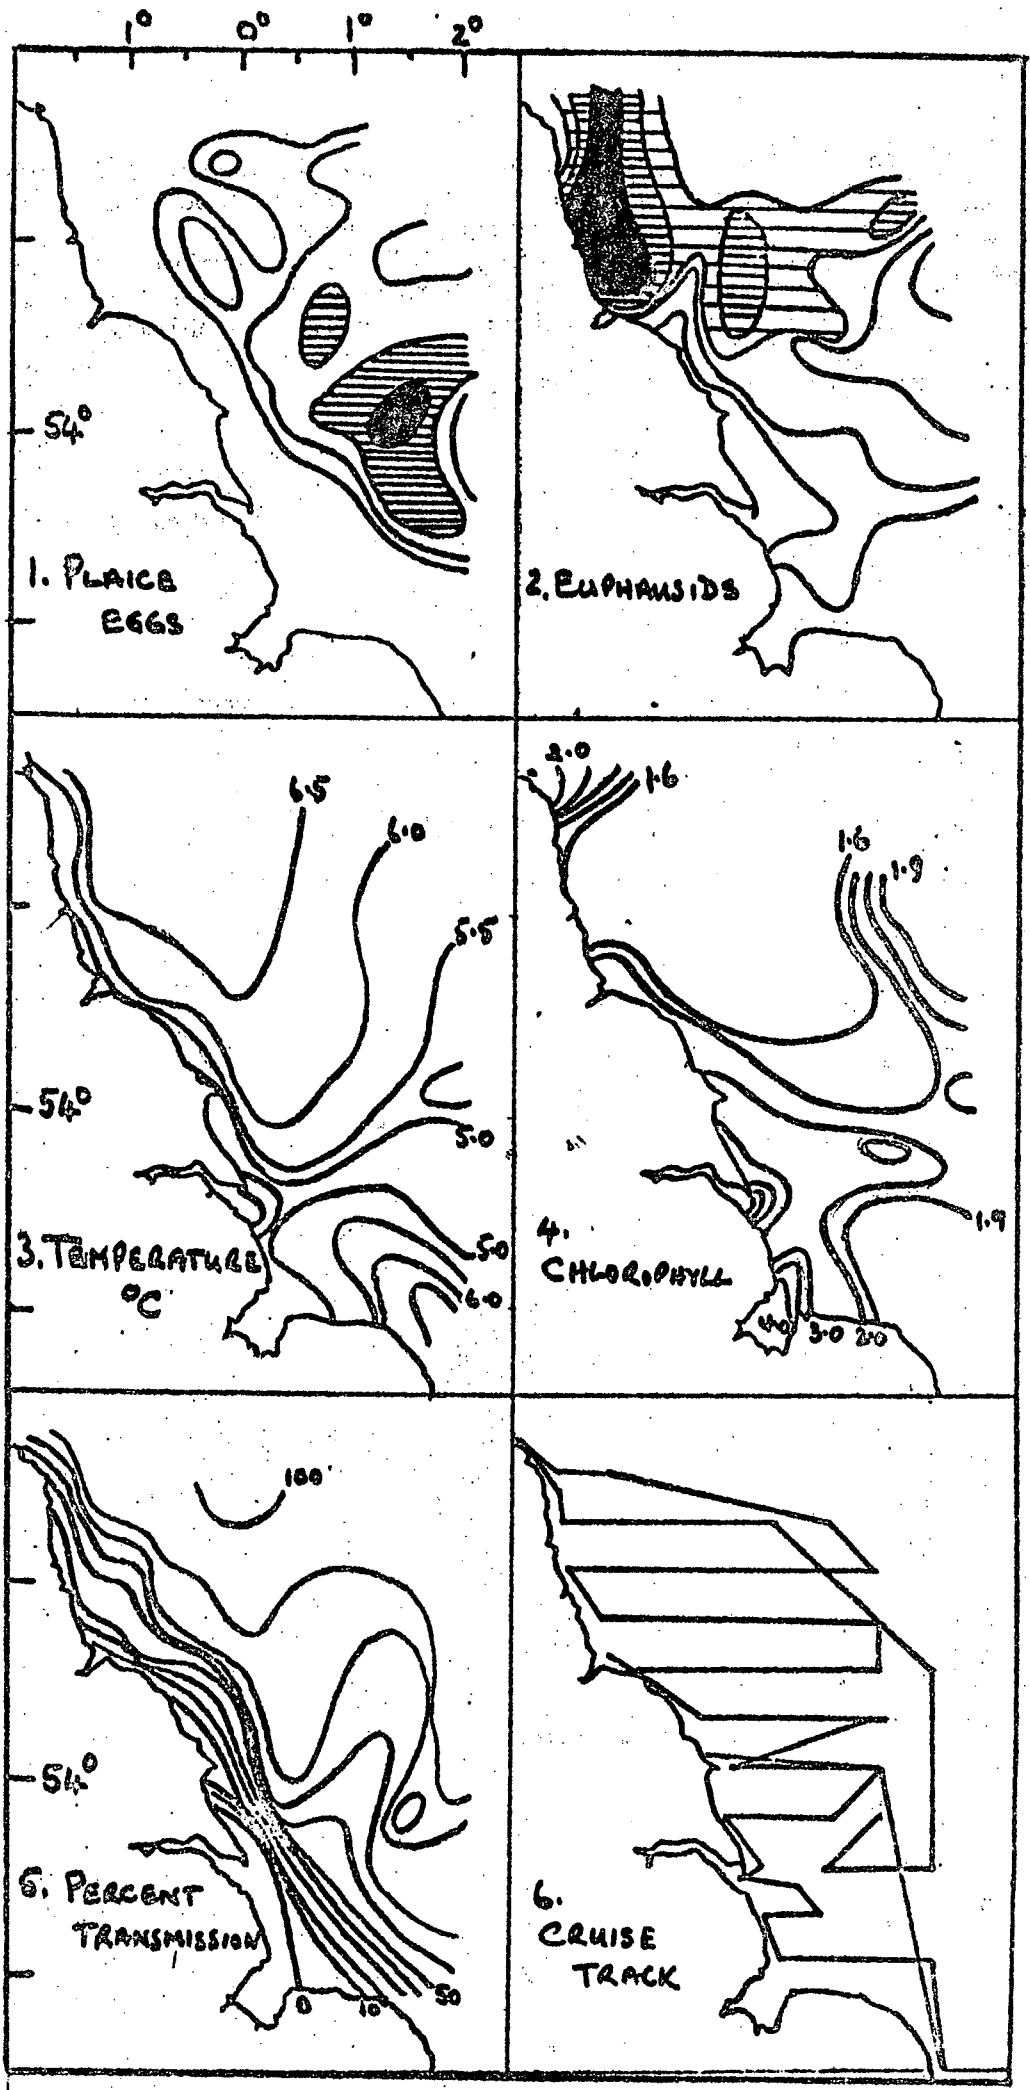 1° 0° 1° 2°
54°
1. PLAICE
EGGS
2. EUPHAUSIDS
6.5
6.0
5.5
54°
5.0
3. TEMPERATURE
°C
5.0
6.0
2.0
1.6
1.6
1.9
1.9
4.
CHLOROPHYLL
4.0 3.0 2.0
100
54°
5. PERCENT
TRANSMISSION
0 10 50
6.
CRUISE
TRACK